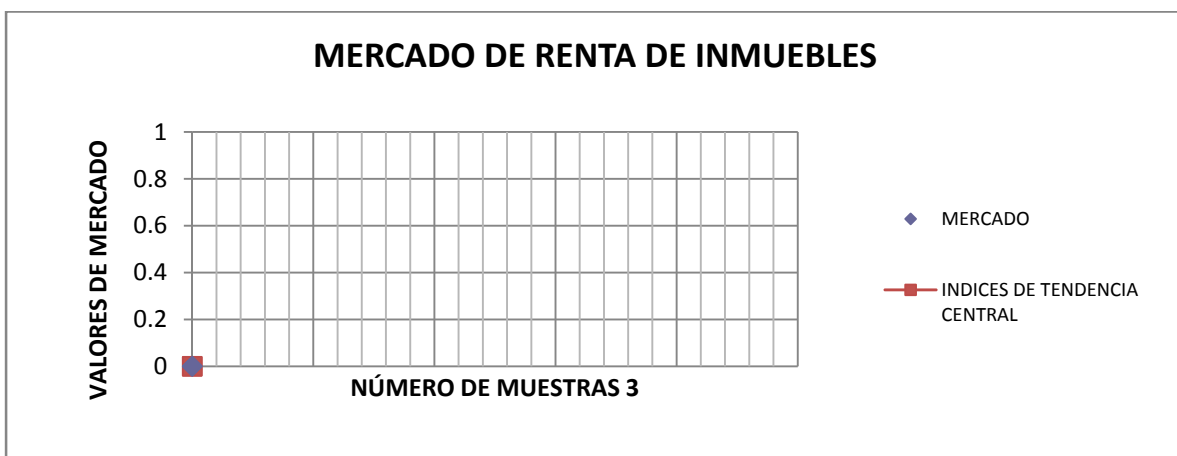 MERCADO DE RENTA DE INMUEBLES
VALORES DE MERCADO
1
0.8
0.6
0.4
0.2
0
NÚMERO DE MUESTRAS 3
MERCADO
INDICES DE TENDENCIA
CENTRAL